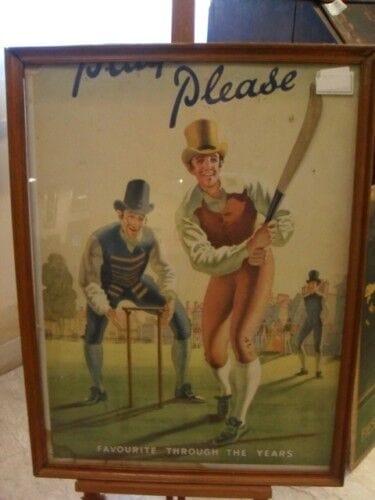 Please
FAVOURITE THROUGH THE YEARS